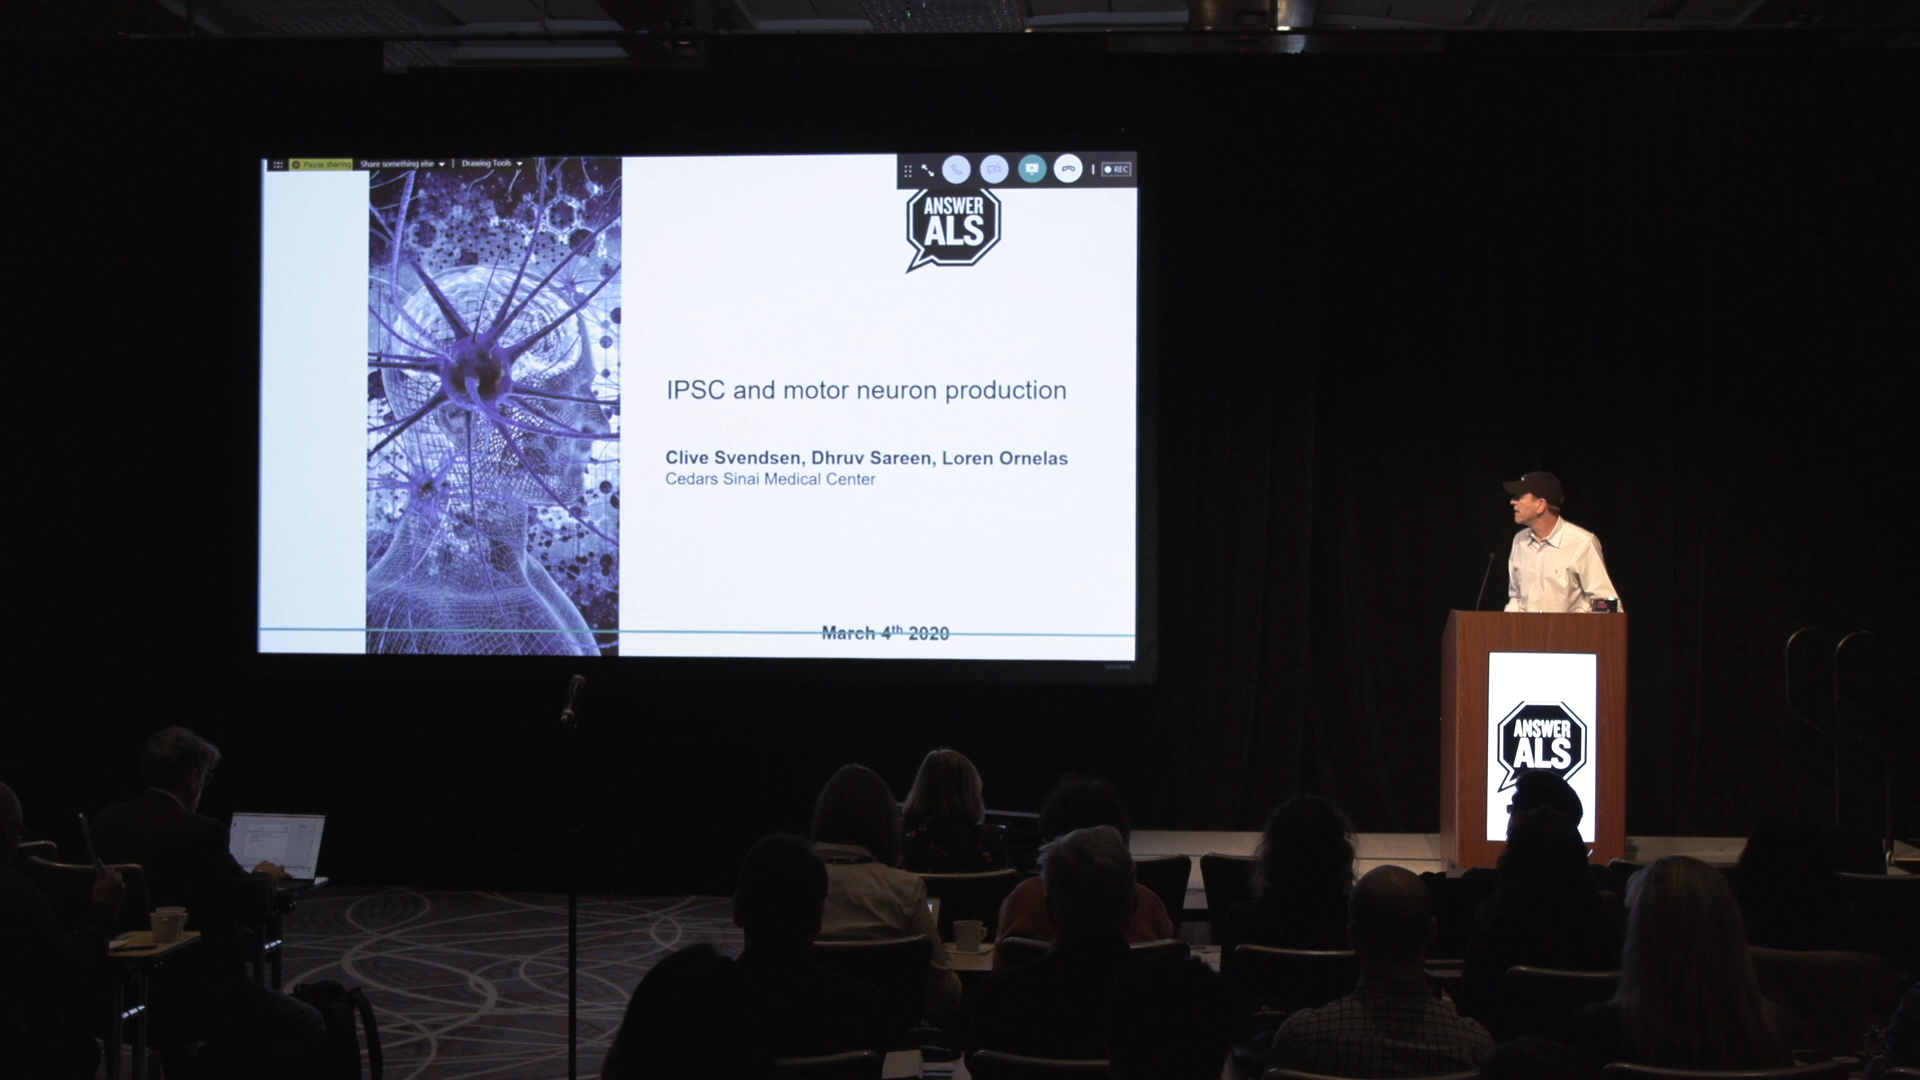 Pause sharing
Share something else
Drawing Tools
REC
ANSWER
ALS
IPSC and motor neuron production
Clive Svendsen, Dhruv Sareen, Loren Ornelas
Cedars Sinai Medical Center
March 4th 2020
ANSWER
ALS